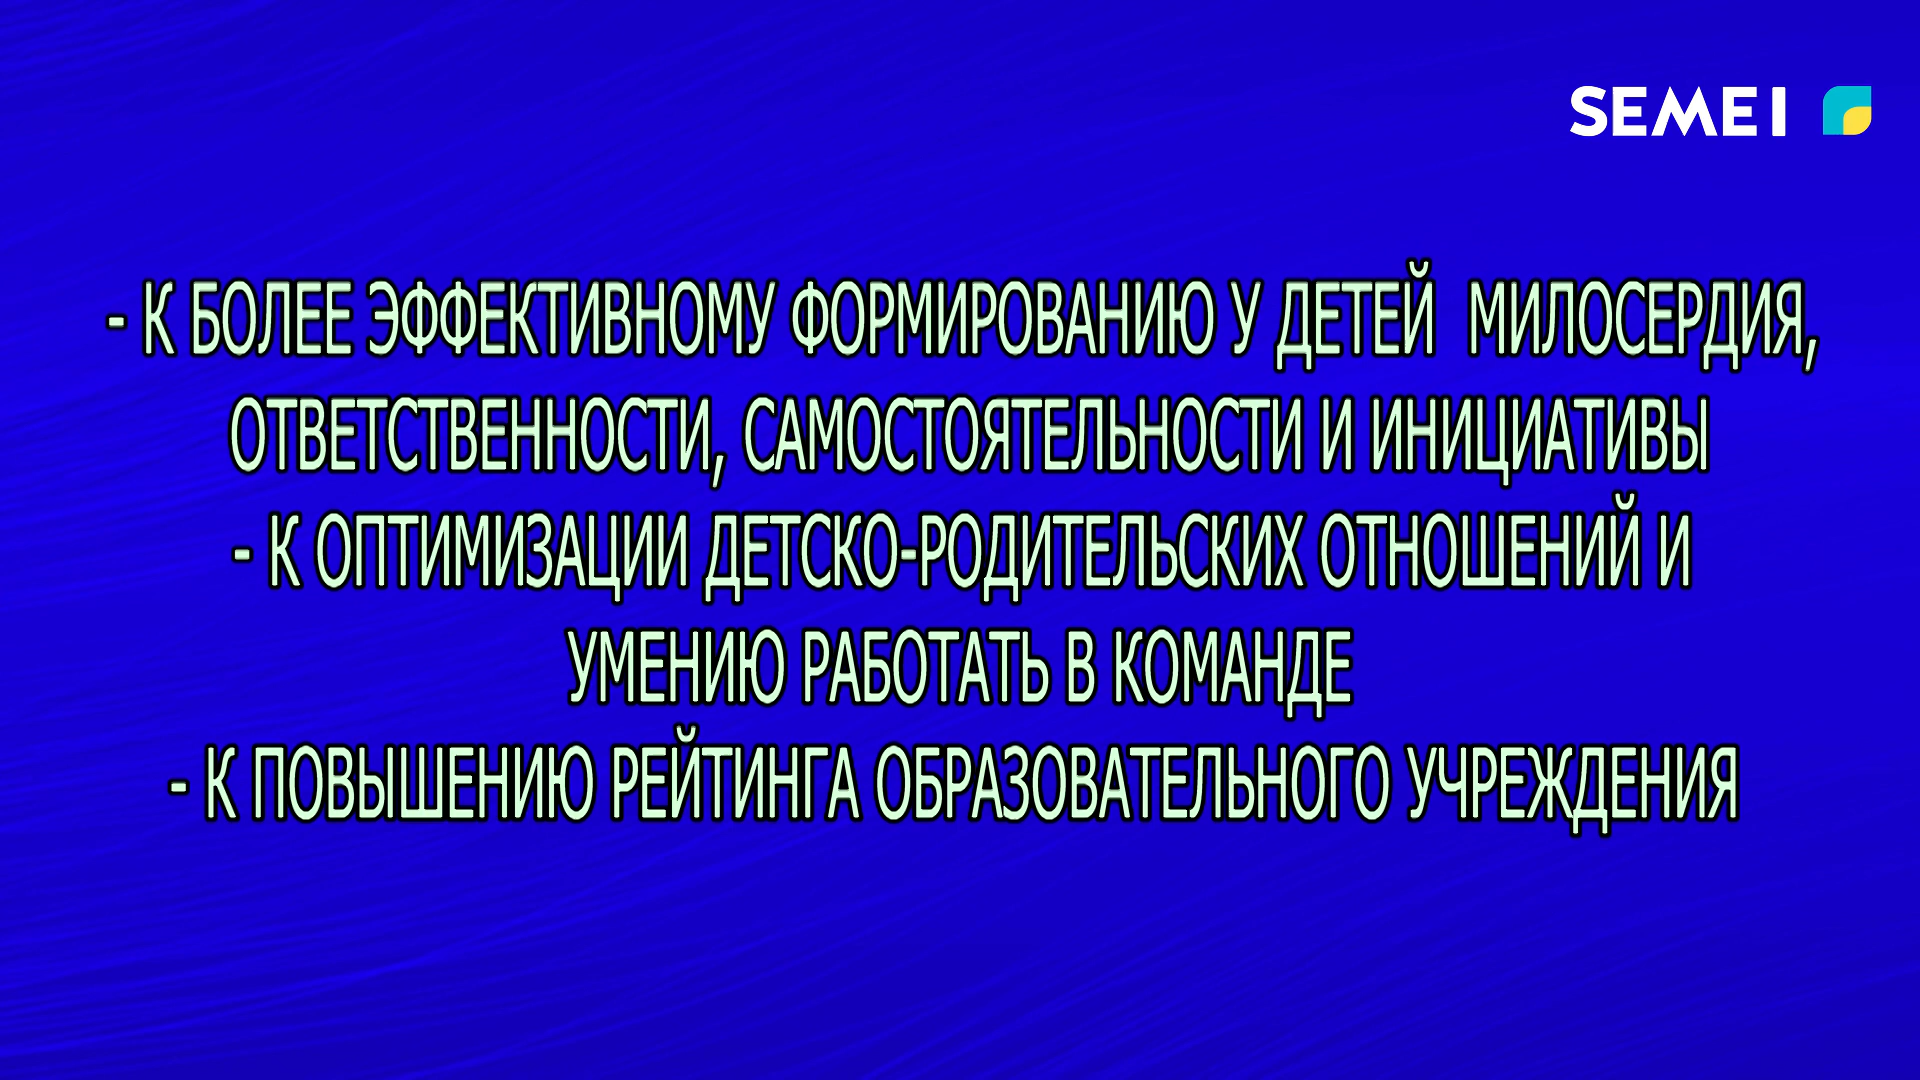 SEMEI
- К БОЛЕЕ ЭФФЕКТИВНОМУ ФОРМИРОВАНИЮ У ДЕТЕЙ МИЛОСЕРДИЯ,
ОТВЕТСТВЕННОСТИ, САМОСТОЯТЕЛЬНОСТИ И ИНИЦИАТИВЫ
- К ОПТИМИЗАЦИИ ДЕТСКО-РОДИТЕЛЬСКИХ ОТНОШЕНИЙ И
УМЕНИЮ РАБОТАТЬ В КОМАНДЕ
- К ПОВЫШЕНИЮ РЕЙТИНГА ОБРАЗОВАТЕЛЬНОГО УЧРЕЖДЕНИЯ